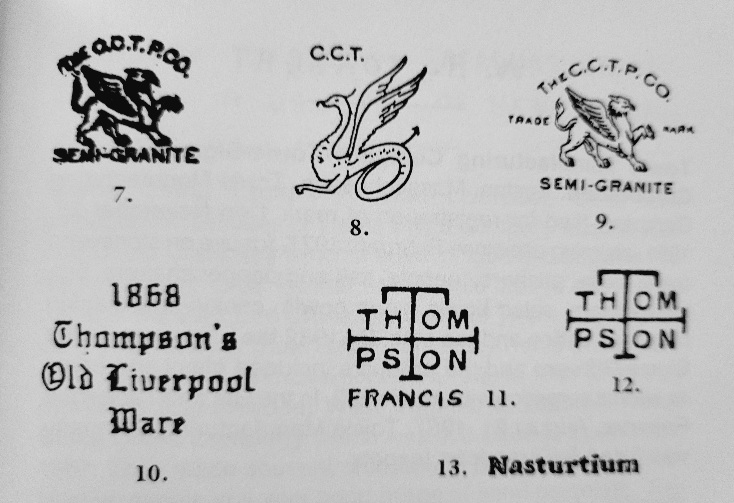 THE C.C.T.P.CO.
SEMI-GRANITE
7.
C.C.T.
8.
THE C.C.T.P.CO.
TRADE MARK
SEMI-GRANITE
9.
1868
Thompson's
Old Liverpool
Ware
10.
THOM
PSON
FRANCIS 11.
THOM
PSON
12.
13. Nasturtium